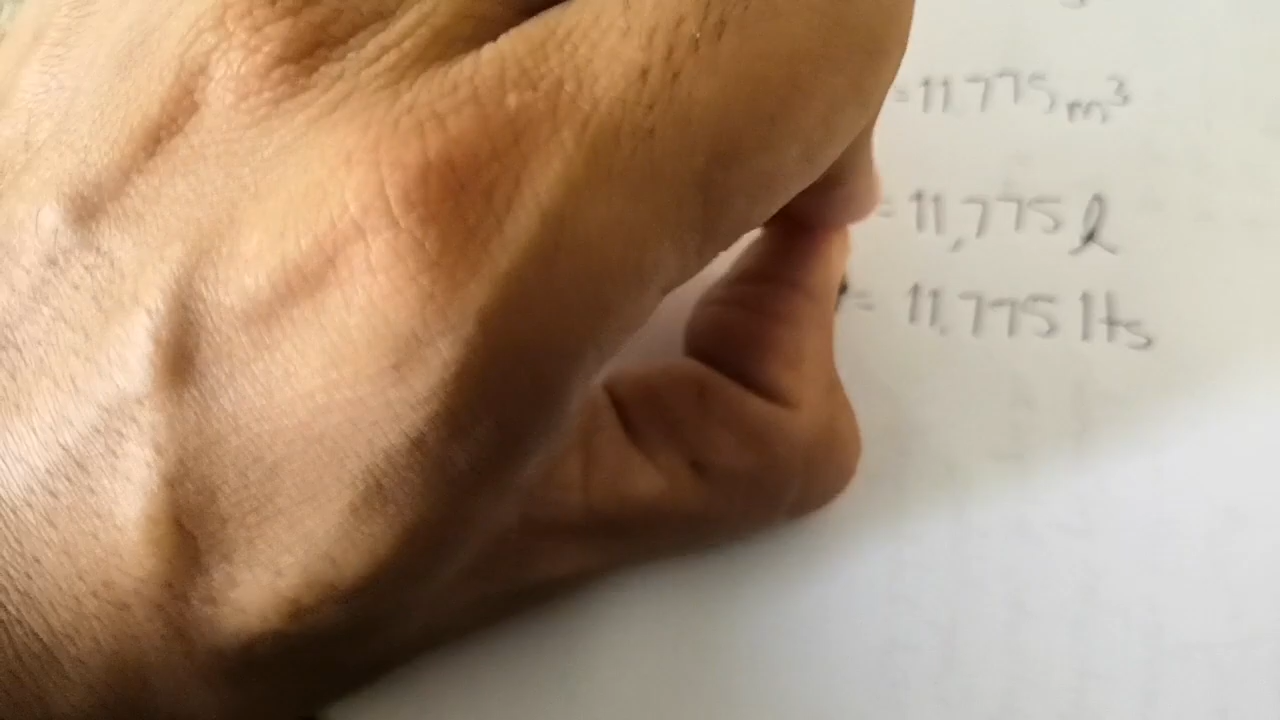 =11.775 m³
= 11,775 l
= 11,775 lts